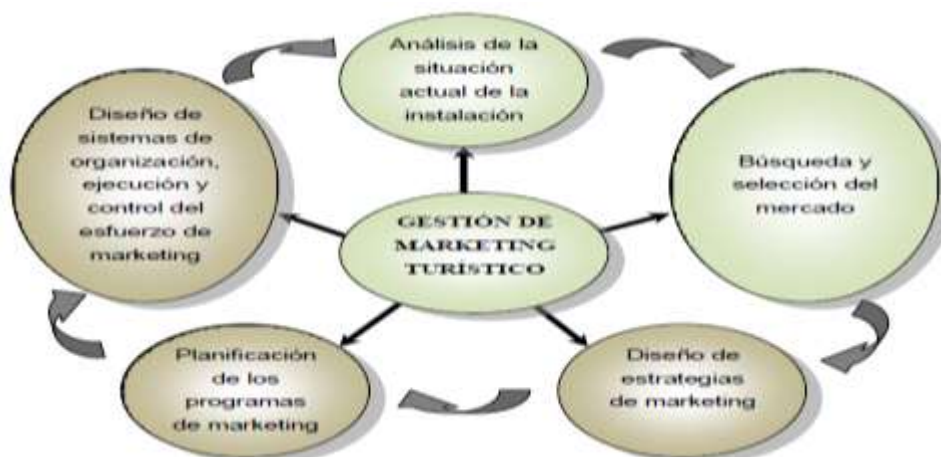 Análisis de la
situación
actual de la
instalación
Búsqueda y
selección del
mercado
Diseño de
estrategias
de marketing
Planificación
de los
programas
de marketing
Diseño de
sistemas de
organización,
ejecución y
control del
esfuerzo de
marketing
GESTIÓN DE
MARKETING
TURÍSTICO